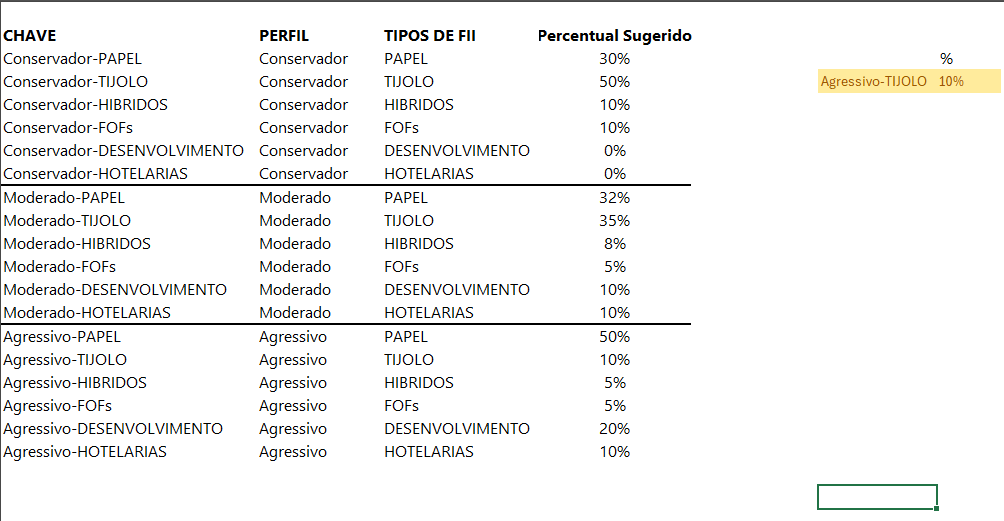 CHAVE PERFIL TIPOS DE FII Percentual Sugerido
Conservador-PAPEL Conservador PAPEL 30% %
Conservador-TIJOLO Conservador TIJOLO 50% Agressivo-TIJOLO 10%
Conservador-HIBRIDOS Conservador HIBRIDOS 10%
Conservador-FOFs Conservador FOFs 10%
Conservador-DESENVOLVIMENTO Conservador DESENVOLVIMENTO 0%
Conservador-HOTELARIAS Conservador HOTELARIAS 0%
Moderado-PAPEL Moderado PAPEL 32%
Moderado-TIJOLO Moderado TIJOLO 35%
Moderado-HIBRIDOS Moderado HIBRIDOS 8%
Moderado-FOFs Moderado FOFs 5%
Moderado-DESENVOLVIMENTO Moderado DESENVOLVIMENTO 10%
Moderado-HOTELARIAS Moderado HOTELARIAS 10%
Agressivo-PAPEL Agressivo PAPEL 50%
Agressivo-TIJOLO Agressivo TIJOLO 10%
Agressivo-HIBRIDOS Agressivo HIBRIDOS 5%
Agressivo-FOFs Agressivo FOFs 5%
Agressivo-DESENVOLVIMENTO Agressivo DESENVOLVIMENTO 20%
Agressivo-HOTELARIAS Agressivo HOTELARIAS 10%